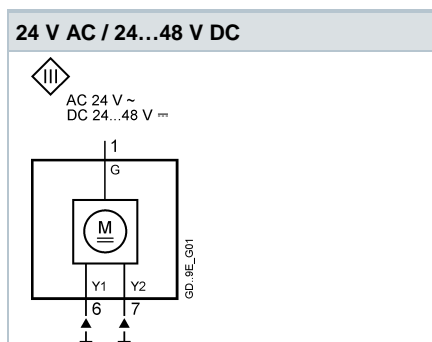 24 V AC / 24…48 V DC
III
AC 24 V ~
DC 24...48 V ⎓
1
G
M
Y1 Y2
6 7
GD..9E_G01